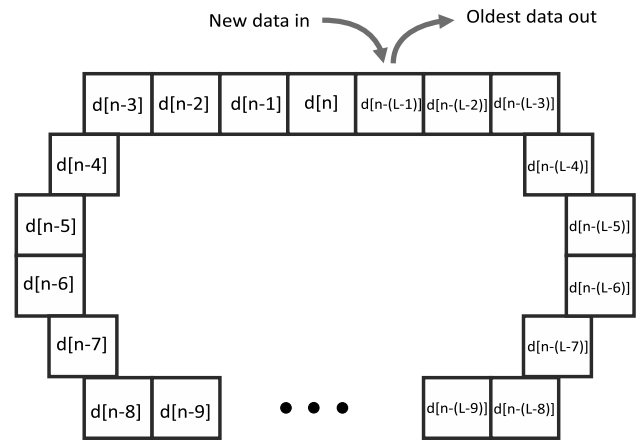 New data in
Oldest data out
d[n-3] d[n-2] d[n-1] d[n] d[n-(L-1)] d[n-(L-2)] d[n-(L-3)]
d[n-4] d[n-(L-4)]
d[n-5] d[n-(L-5)]
d[n-6] d[n-(L-6)]
d[n-7] d[n-(L-7)]
d[n-8] d[n-9] • • • d[n-(L-9)] d[n-(L-8)]